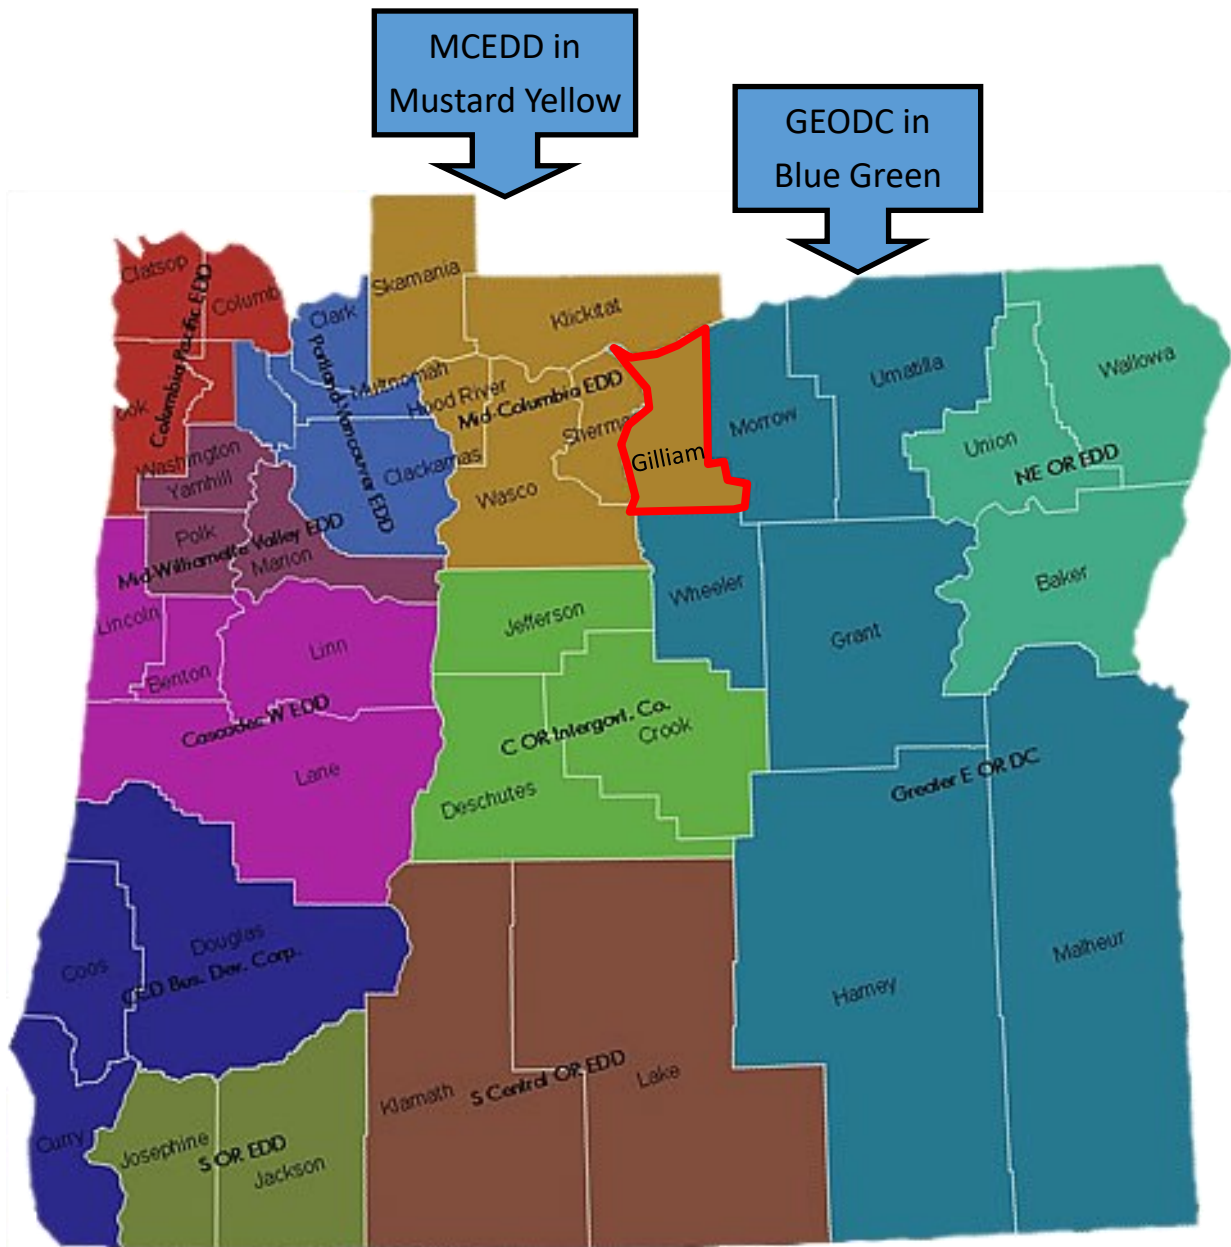 MCEDD in
Mustard Yellow
GEODC in
Blue Green
Clatsop
Columb
Columbia Pacific EDD
ook
Clark
Portland-Vancouver EDD
Skamania
Klickitat
Multnomah
Hood River
Mid-Columbia EDD
Sherma
Gilliam
Morrow
Umatilla
Wallowa
Union
NE OR EDD
Washington
Yamhill
Clackamas
Wasco
Polk
Mid-Williamette Valley EDD
Marion
Wheeler
Grant
Baker
Lincoln
Benton
Linn
Jefferson
Cascades W EDD
Lane
C OR Intergovt. Co.
Crook
Deschutes
Greater E OR DC
Coos
Douglas
CCD Bus. Dev. Corp.
Harney
Malheur
Curry
Josephine
S OR EDD
Jackson
Klamath
S Central OR EDD
Lake